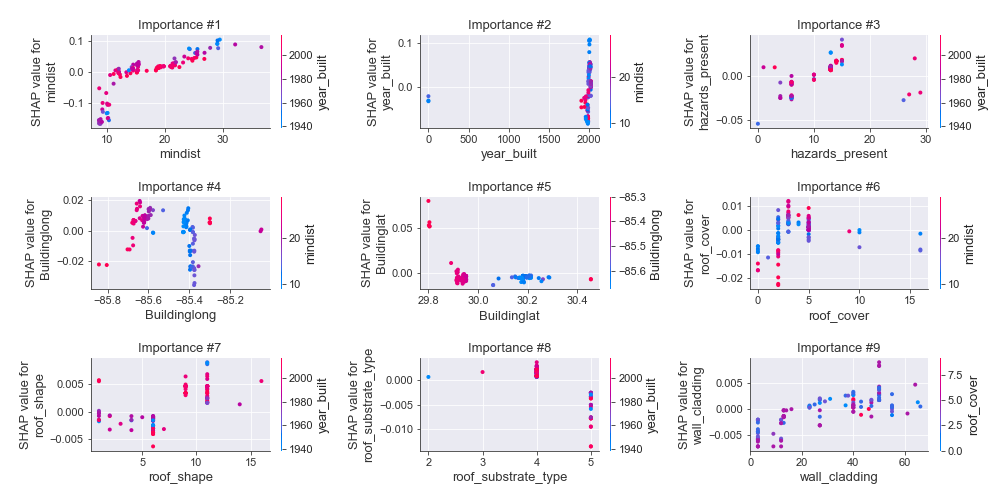 Importance #1
Importance #2
Importance #3
SHAP value for
mindist
0.1
0.0
−0.1
10
20
30
mindist
2000
1980
1960
1940
year_built
SHAP value for
year_built
0.1
0.0
0
500
1000
1500
2000
year_built
20
10
mindist
SHAP value for
hazards_present
0.00
−0.05
0
10
20
30
hazards_present
2000
1980
1960
1940
year_built
Importance #4
Importance #5
Importance #6
SHAP value for
Buildinglong
0.02
0.00
−0.02
−85.8
−85.6
−85.4
−85.2
Buildinglong
20
10
mindist
SHAP value for
Buildinglat
0.05
0.00
29.8
30.0
30.2
30.4
Buildinglat
−85.3
−85.4
−85.5
−85.6
Buildinglong
SHAP value for
roof_cover
0.01
0.00
−0.01
−0.02
0
5
10
15
roof_cover
20
10
mindist
Importance #7
Importance #8
Importance #9
SHAP value for
roof_shape
0.005
0.000
−0.005
5
10
15
roof_shape
2000
1980
1960
1940
year_built
SHAP value for
roof_substrate_type
0.000
−0.005
−0.010
2
3
4
5
roof_substrate_type
2000
1980
1960
1940
year_built
SHAP value for
wall_cladding
0.005
0.000
−0.005
0
20
40
60
wall_cladding
7.5
5.0
2.5
0.0
roof_cover